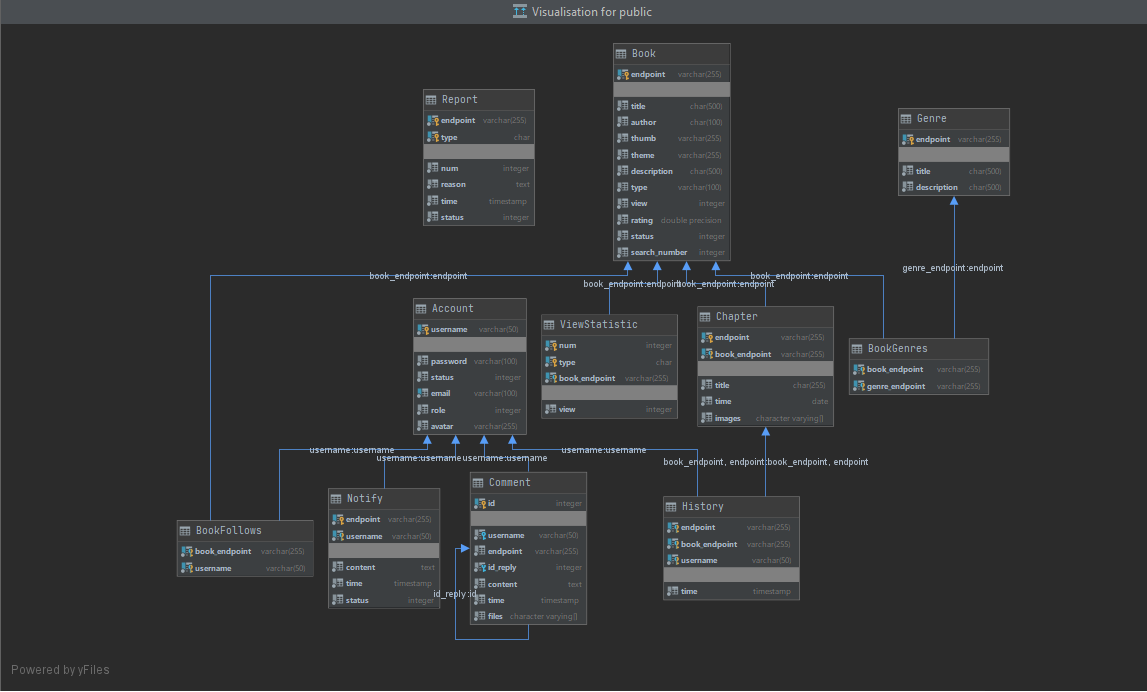 Visualisation for public
Book
endpoint varchar(255)
title char(500)
author char(100)
thumb varchar(255)
theme varchar(255)
description char(500)
type varchar(100)
view integer
rating double precision
status integer
search_number integer
Report
endpoint varchar(255)
type char
num integer
reason text
time timestamp
status integer
Genre
endpoint varchar(255)
title char(500)
description char(500)
book_endpoint:endpoint
book_endpoint:endpoint
book_endpoint:endpoint
book_endpoint:endpoint
genre_endpoint:endpoint
Account
username varchar(50)
password varchar(100)
status integer
email varchar(100)
role integer
avatar varchar(255)
ViewStatistic
num integer
type char
book_endpoint varchar(255)
view integer
Chapter
endpoint varchar(255)
book_endpoint varchar(255)
title char(255)
time date
images character varying[]
BookGenres
book_endpoint varchar(255)
genre_endpoint varchar(255)
username:username
username:username
username:username
username:username
book_endpoint, endpoint:book_endpoint, endpoint
BookFollows
book_endpoint varchar(255)
username varchar(50)
Notify
endpoint varchar(255)
username varchar(50)
content text
time timestamp
status integer
Comment
id integer
username varchar(50)
endpoint varchar(255)
id_reply integer
content text
time timestamp
files character varying[]
id_reply:id
History
endpoint varchar(255)
book_endpoint varchar(255)
username varchar(50)
time timestamp
Powered by yFiles